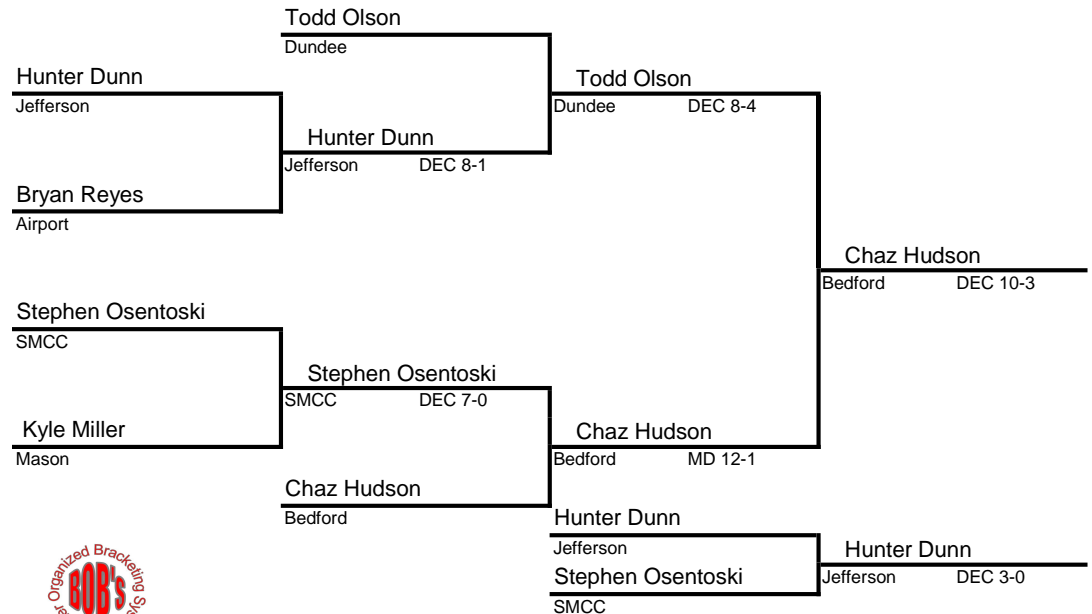 Todd Olson
Dundee
Hunter Dunn
Jefferson
Todd Olson
Dundee DEC 8-4
Hunter Dunn
Jefferson DEC 8-1
Bryan Reyes
Airport
Chaz Hudson
Bedford DEC 10-3
Stephen Osentoski
SMCC
Stephen Osentoski
SMCC DEC 7-0
Kyle Miller
Mason
Chaz Hudson
Bedford MD 12-1
Chaz Hudson
Bedford
Hunter Dunn
Jefferson
Hunter Dunn
Jefferson DEC 3-0
Stephen Osentoski
SMCC
Organized Bracketing
BOB'S